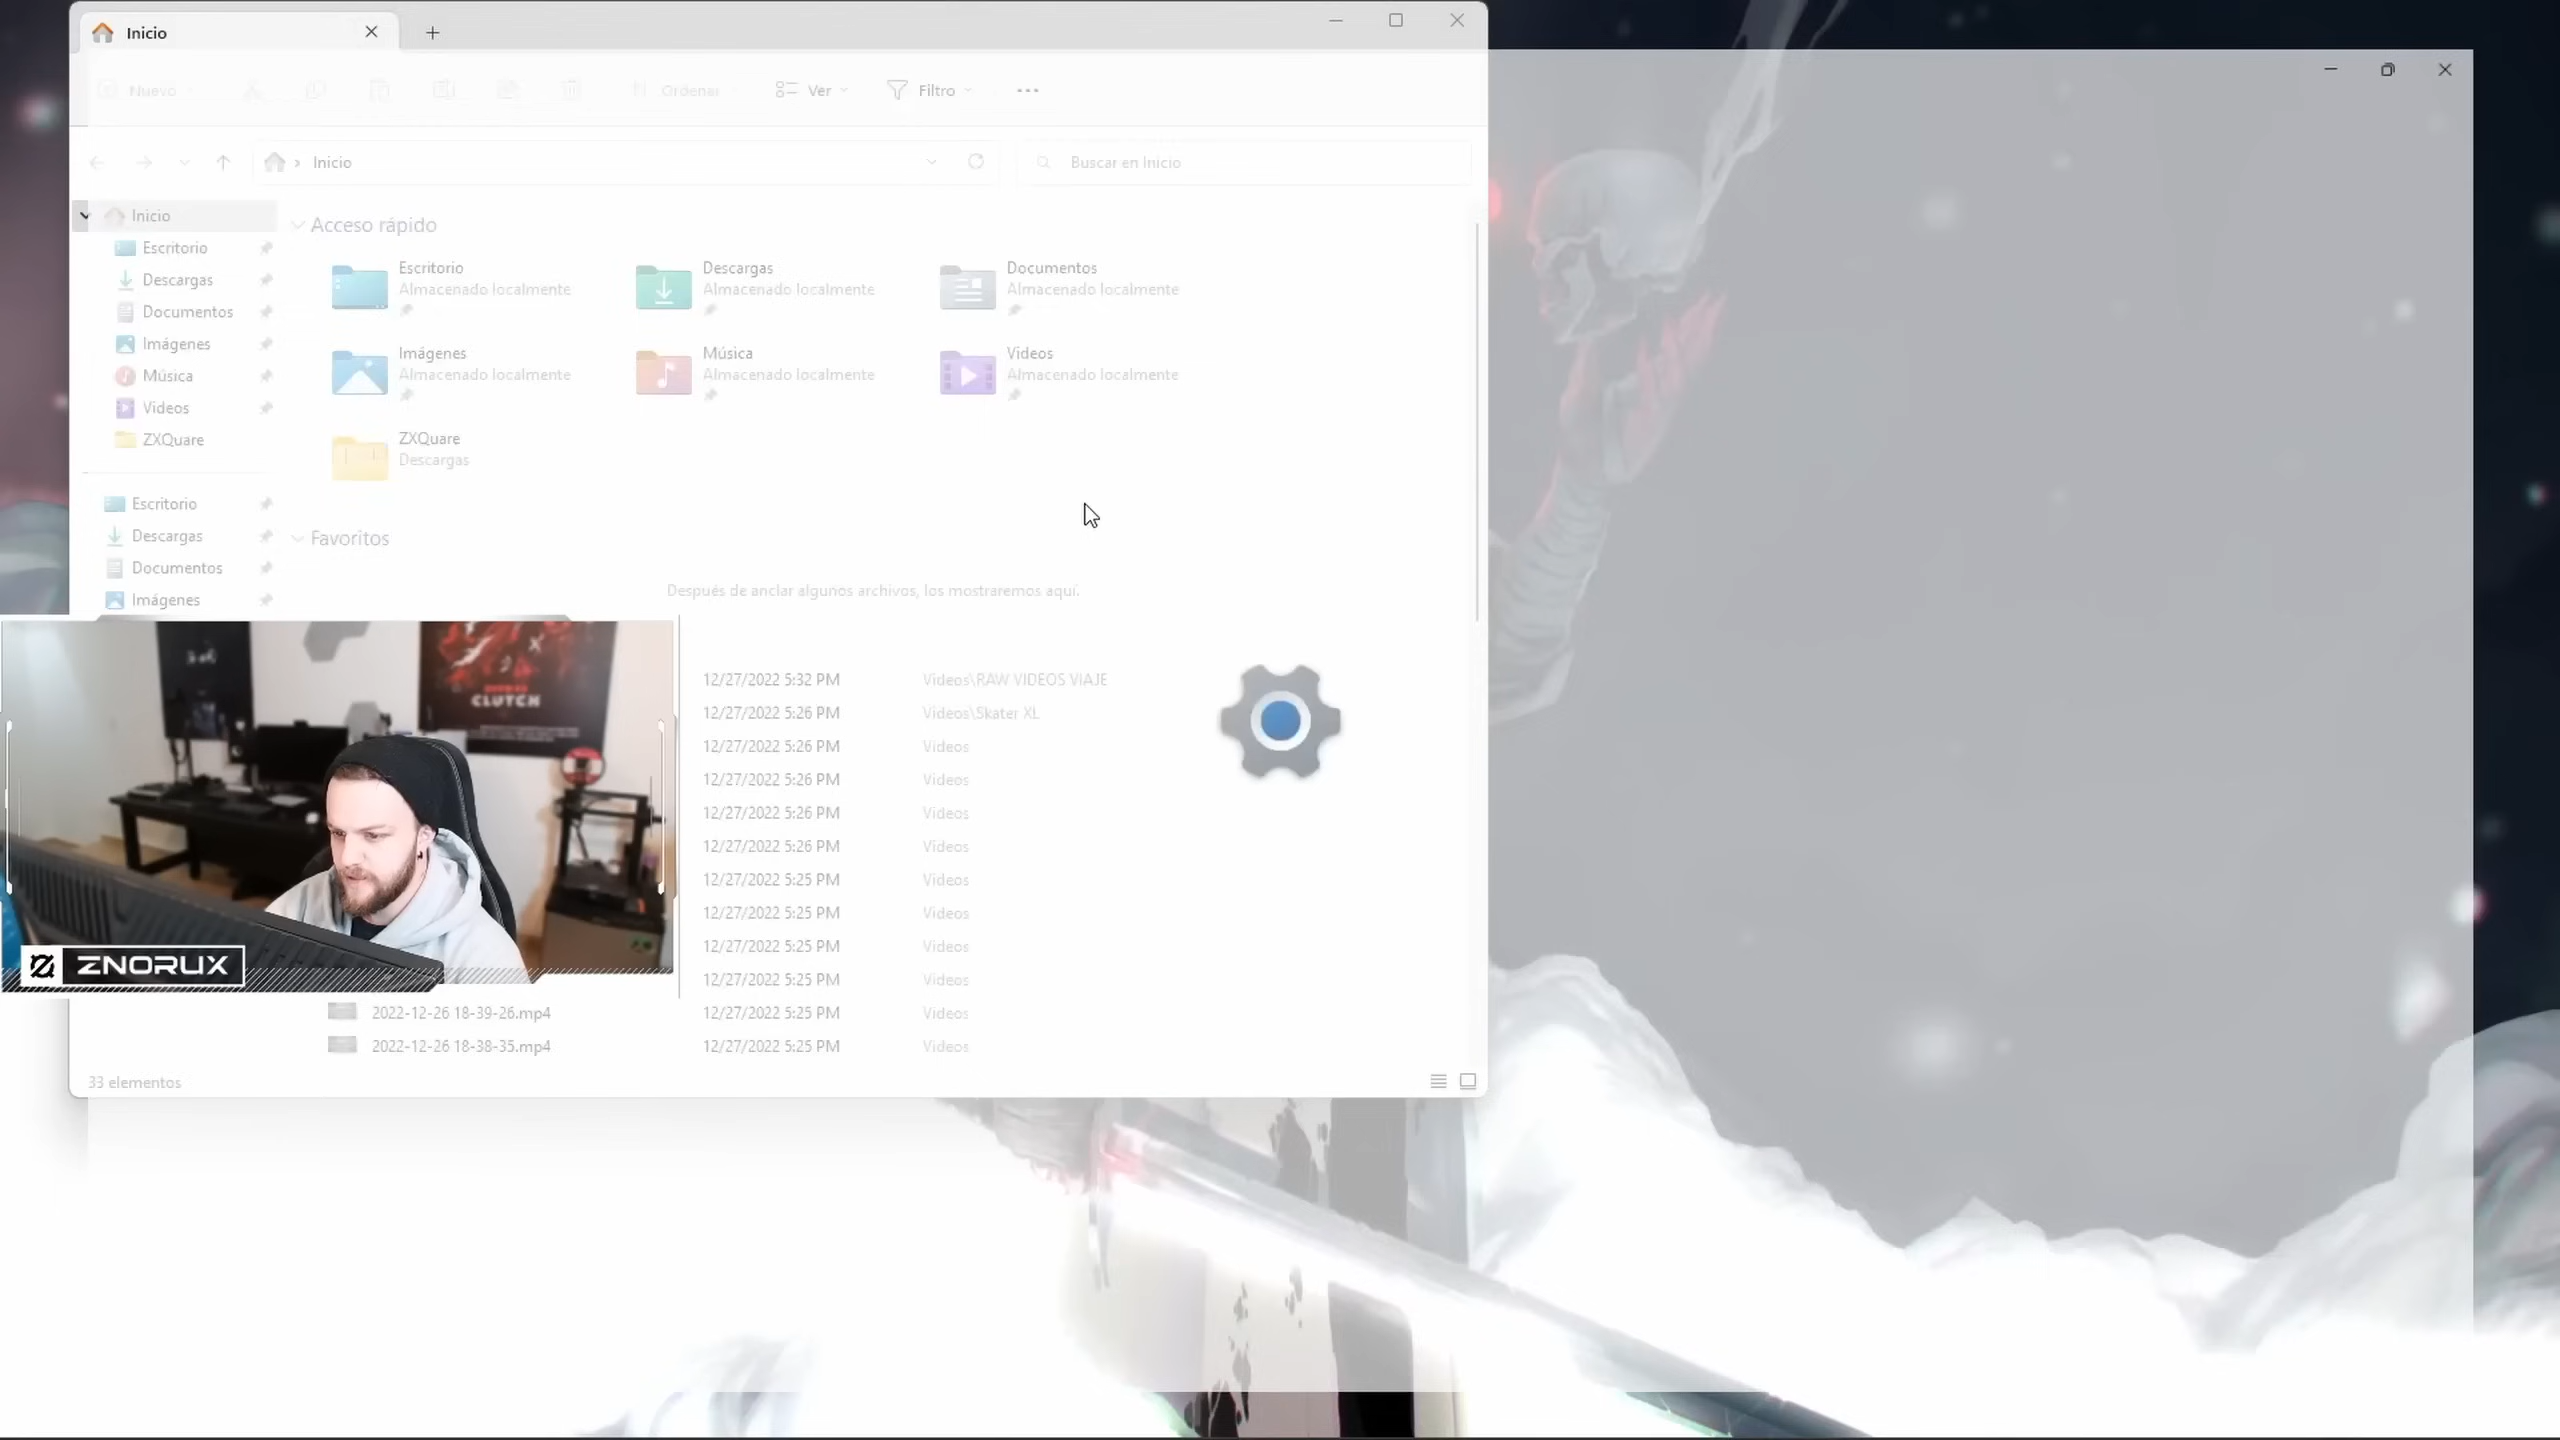 Inicio
Nuevo
Ordenar
Ver
Filtro
Inicio
Buscar en Inicio
Inicio
Escritorio
Descargas
Documentos
Imágenes
Música
Videos
ZXQuare
Escritorio
Descargas
Documentos
Imágenes
Acceso rápido
Escritorio
Almacenado localmente
Descargas
Almacenado localmente
Documentos
Almacenado localmente
Imágenes
Almacenado localmente
Música
Almacenado localmente
Videos
Almacenado localmente
ZXQuare
Descargas
Favoritos
Después de anclar algunos archivos, los mostraremos aquí.
12/27/2022 5:32 PM Videos\RAW VIDEOS VIAJE
12/27/2022 5:26 PM Videos\Skater XL
12/27/2022 5:26 PM Videos
12/27/2022 5:26 PM Videos
12/27/2022 5:26 PM Videos
12/27/2022 5:26 PM Videos
12/27/2022 5:25 PM Videos
12/27/2022 5:25 PM Videos
12/27/2022 5:25 PM Videos
12/27/2022 5:25 PM Videos
2022-12-26 18-39-26.mp4 12/27/2022 5:25 PM Videos
2022-12-26 18-38-35.mp4 12/27/2022 5:25 PM Videos
33 elementos
CLUTCH
ZNORUX